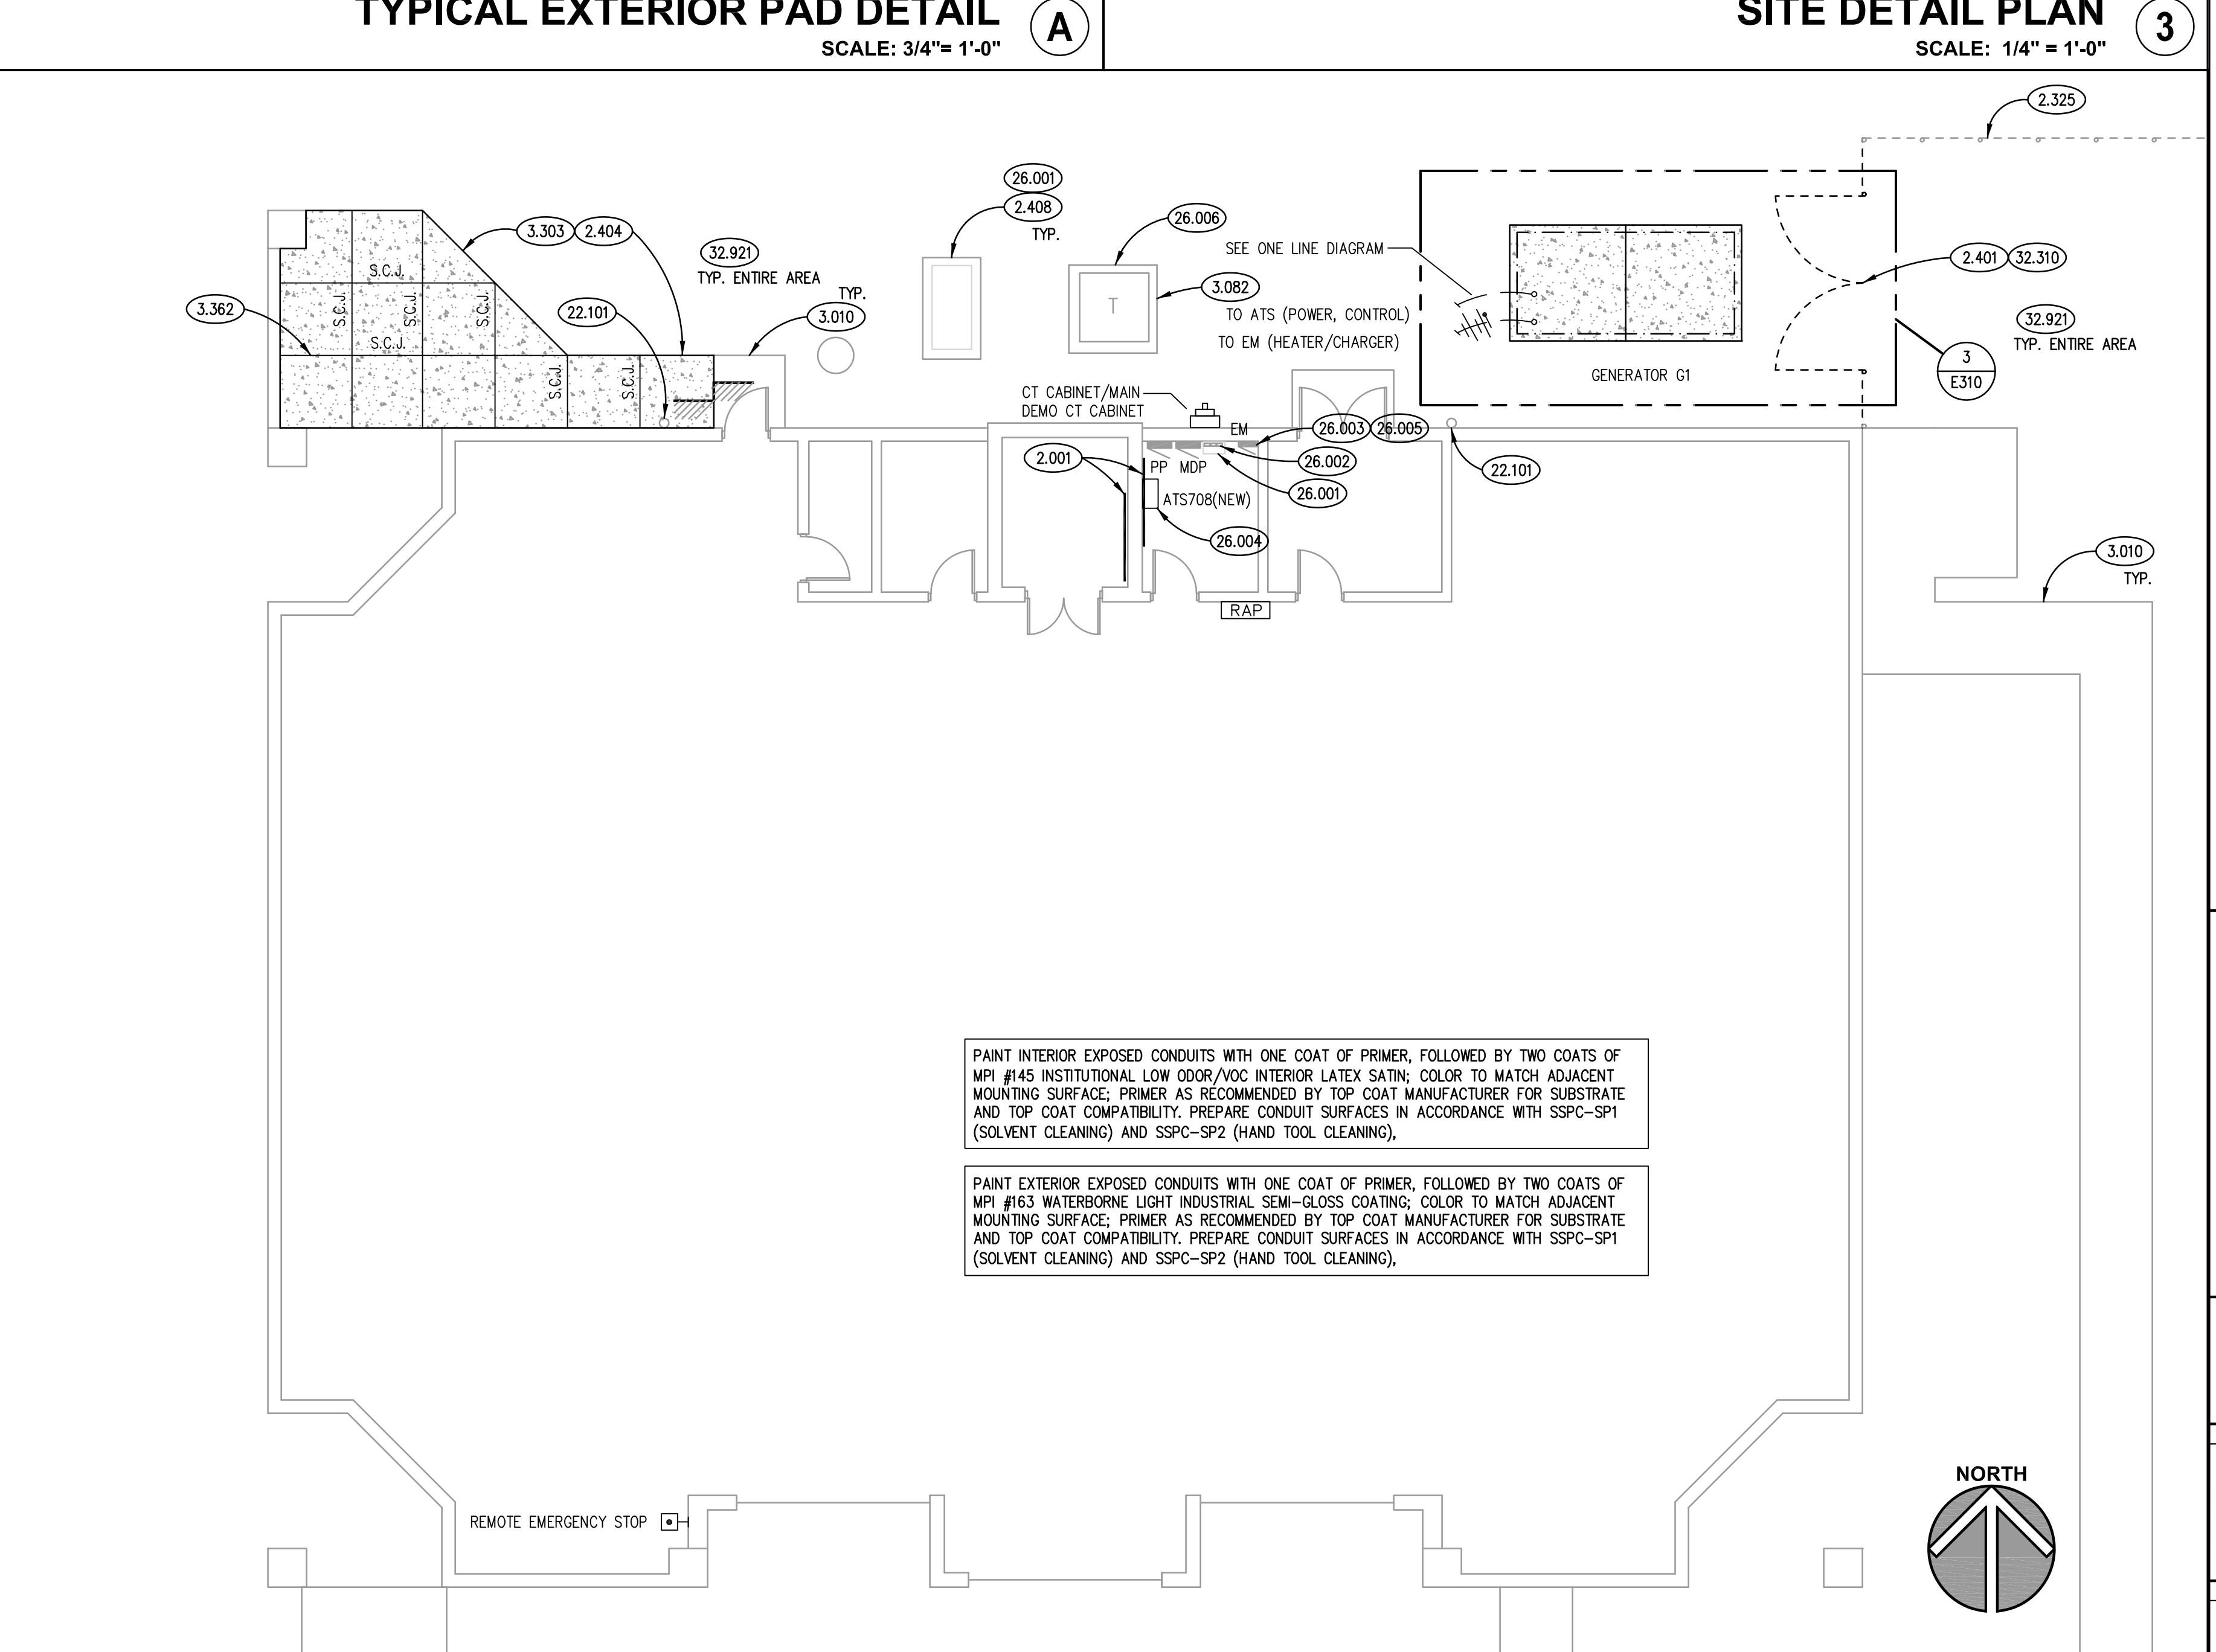 TYPICAL EXTERIOR PAD DETAIL
SCALE: 3/4"= 1'-0"
A
SITE DETAIL PLAN
SCALE: 1/4" = 1'-0"
3
2.325
26.001
2.408
TYP.
26.006
3.303 2.404
32.921
TYP. ENTIRE AREA
SEE ONE LINE DIAGRAM
2.401 32.310
S.C.J.
S.C.J.
S.C.J.
S.C.J.
S.C.J.
S.C.J.
S.C.J.
3.362
22.101
TYP.
3.010
3.082
TO ATS (POWER, CONTROL)
TO EM (HEATER/CHARGER)
32.921
TYP. ENTIRE AREA
GENERATOR G1
3
E310
T
CT CABINET/MAIN
DEMO CT CABINET
EM
26.003 26.005
2.001
PP MDP
26.002
22.101
26.001
ATS708(NEW)
26.004
3.010
TYP.
RAP
PAINT INTERIOR EXPOSED CONDUITS WITH ONE COAT OF PRIMER, FOLLOWED BY TWO COATS OF
MPI #145 INSTITUTIONAL LOW ODOR/VOC INTERIOR LATEX SATIN; COLOR TO MATCH ADJACENT
MOUNTING SURFACE; PRIMER AS RECOMMENDED BY TOP COAT MANUFACTURER FOR SUBSTRATE
AND TOP COAT COMPATIBILITY. PREPARE CONDUIT SURFACES IN ACCORDANCE WITH SSPC-SP1
(SOLVENT CLEANING) AND SSPC-SP2 (HAND TOOL CLEANING),
PAINT EXTERIOR EXPOSED CONDUITS WITH ONE COAT OF PRIMER, FOLLOWED BY TWO COATS OF
MPI #163 WATERBORNE LIGHT INDUSTRIAL SEMI-GLOSS COATING; COLOR TO MATCH ADJACENT
MOUNTING SURFACE; PRIMER AS RECOMMENDED BY TOP COAT MANUFACTURER FOR SUBSTRATE
AND TOP COAT COMPATIBILITY. PREPARE CONDUIT SURFACES IN ACCORDANCE WITH SSPC-SP1
(SOLVENT CLEANING) AND SSPC-SP2 (HAND TOOL CLEANING),
NORTH
REMOTE EMERGENCY STOP